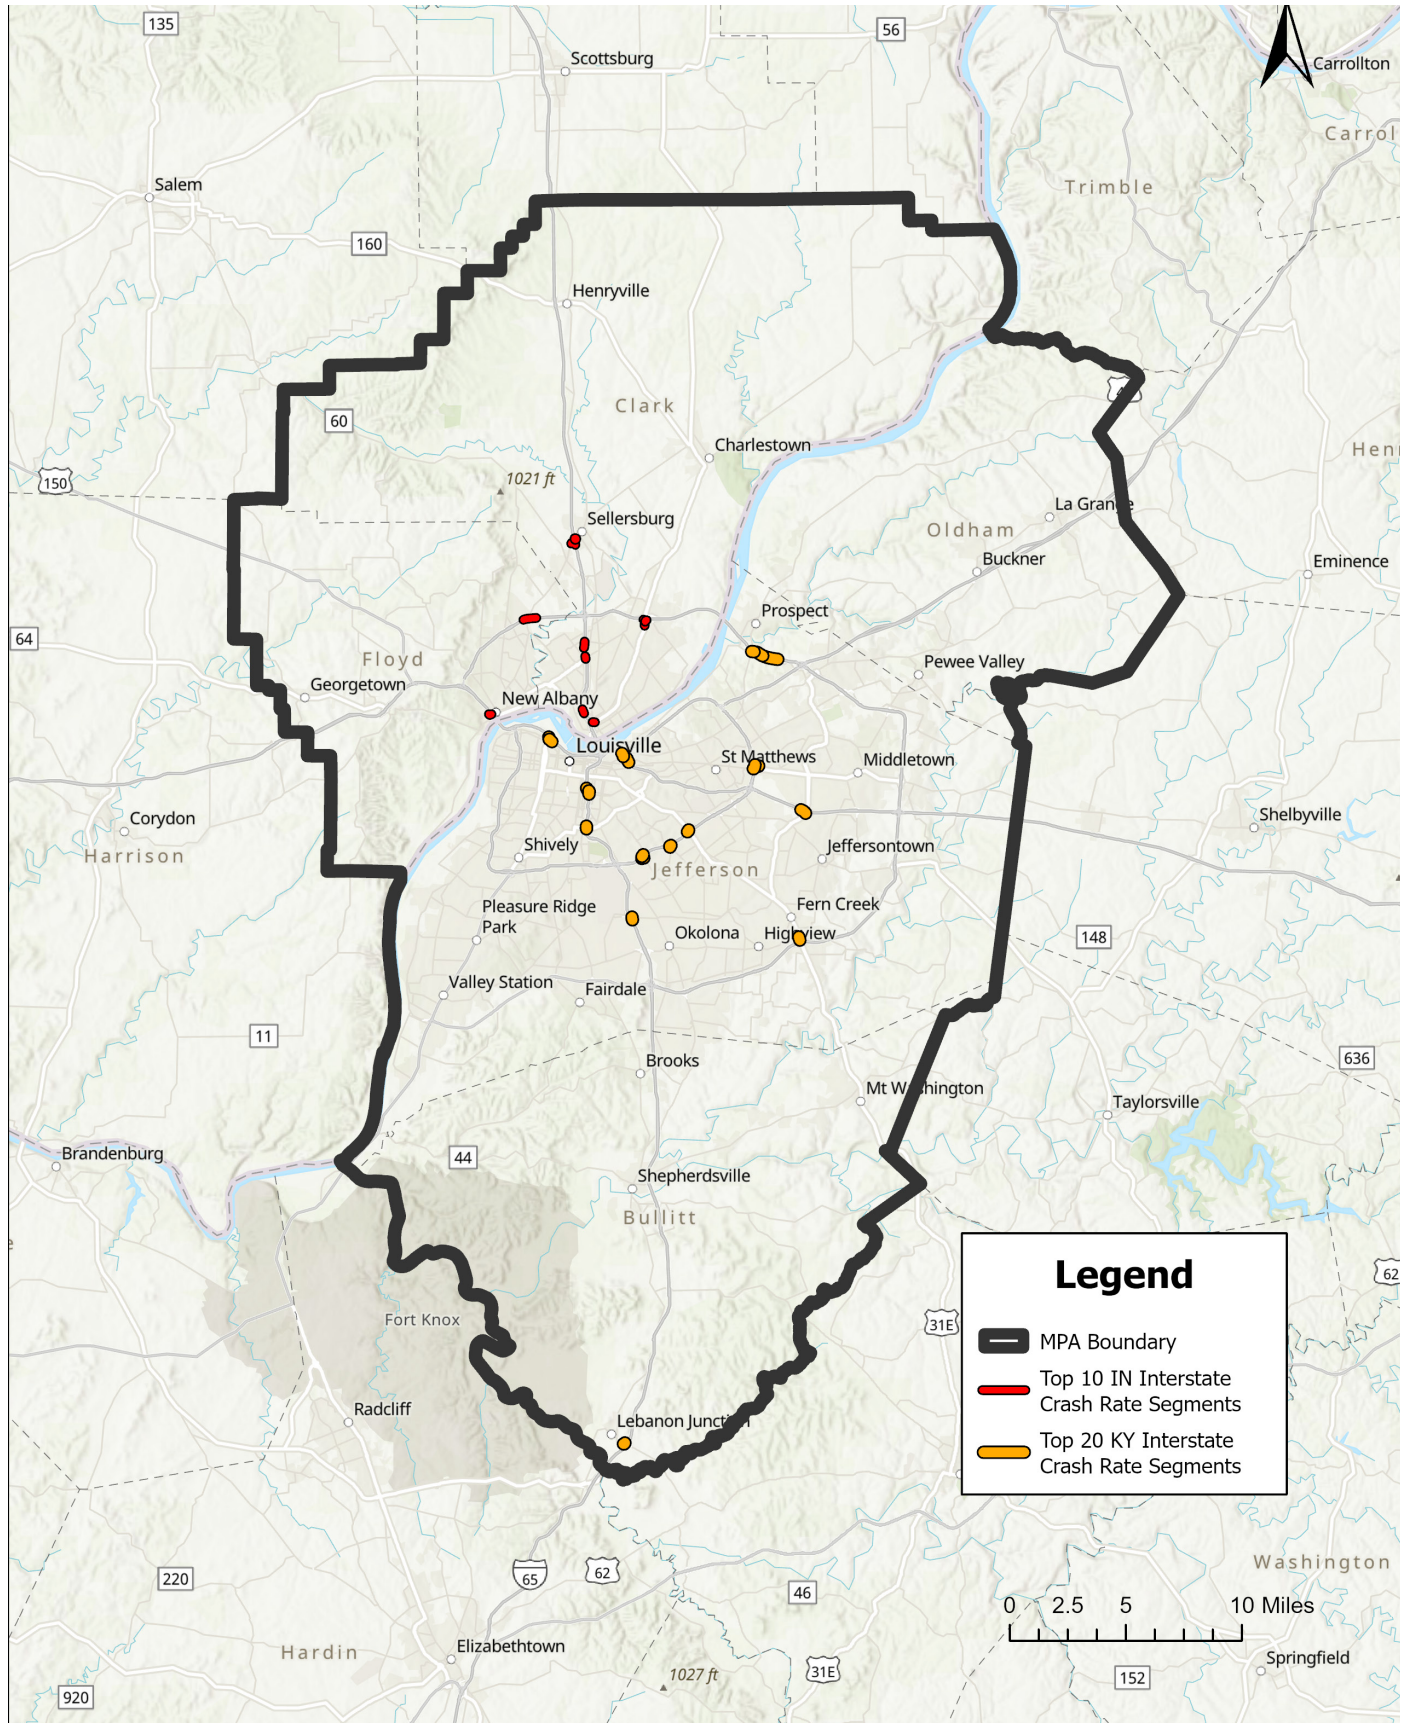 135
56
Scottsburg
Carrollton
Carrol
Trimble
Salem
160
Henryville
Clark
60
Charlestown
Henr
150
1021 ft
La Grange
Sellersburg
Oldham
Buckner
Eminence
Prospect
64
Floyd
Pewee Valley
Georgetown
New Albany
Louisville
St Matthews
Middletown
Corydon
Shelbyville
Harrison
Shively
Jeffersontown
Jefferson
Pleasure Ridge
Park
Fern Creek
Okolona
Highview
148
Valley Station
Fairdale
11
Brooks
636
Mt Washington
Taylorsville
Brandenburg
44
Shepherdsville
Bullitt
e
Legend
62
Fort Knox
31E
MPA Boundary
Top 10 IN Interstate
Crash Rate Segments
Radcliff
Lebanon Junction
Top 20 KY Interstate
Crash Rate Segments
Washington
65
62
220
46
0 2.5 5 10 Miles
Hardin
Elizabethtown
Springfield
1027 ft
31E
152
920